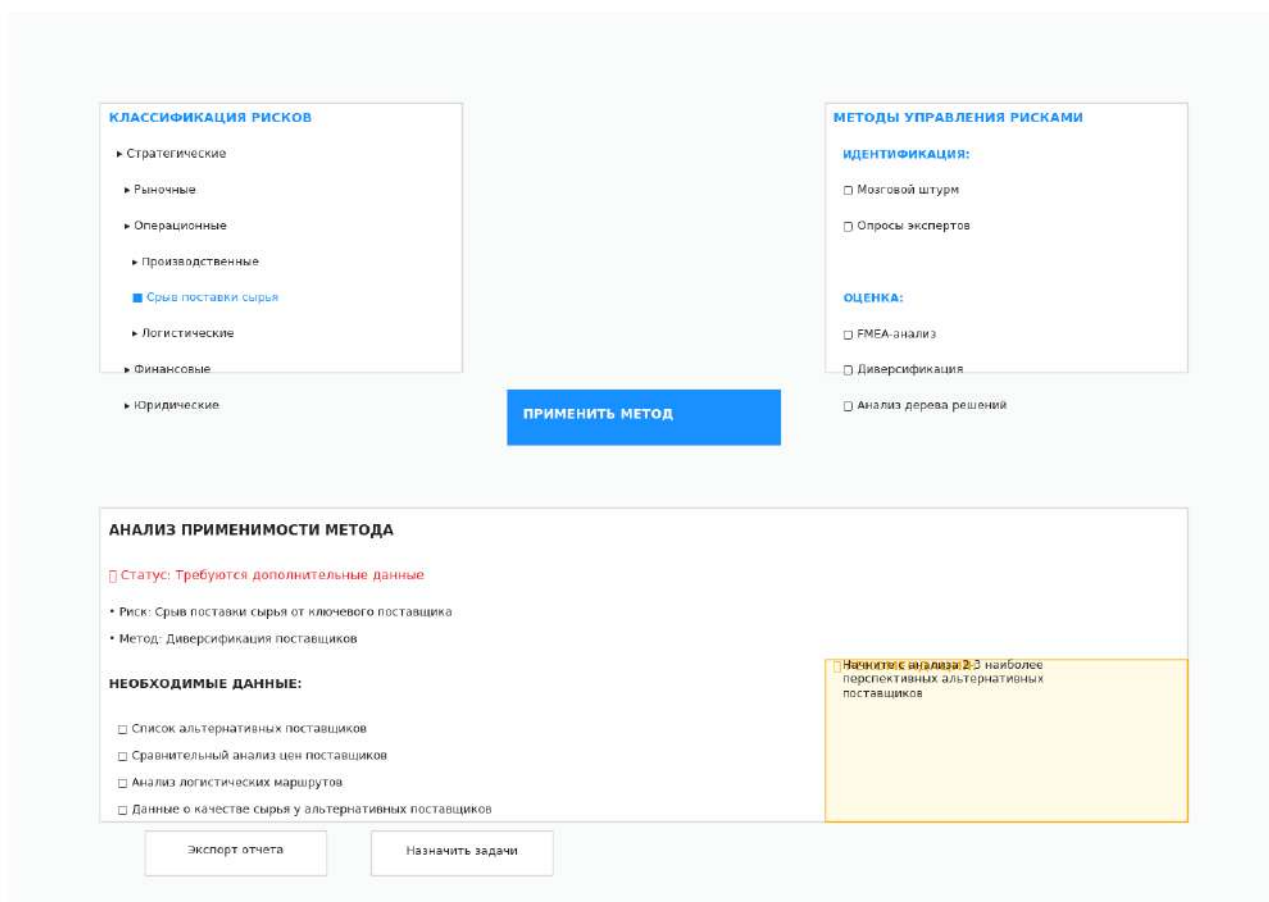 КЛАССИФИКАЦИЯ РИСКОВ
▸ Стратегические
▸ Рыночные
▸ Операционные
▸ Производственные
■ Срыв поставки сырья
▸ Логистические
▸ Финансовые
▸ Юридические
МЕТОДЫ УПРАВЛЕНИЯ РИСКАМИ
ИДЕНТИФИКАЦИЯ:
□ Мозговой штурм
□ Опросы экспертов
ОЦЕНКА:
□ FMEA-анализ
□ Диверсификация
□ Анализ дерева решений
ПРИМЕНИТЬ МЕТОД
АНАЛИЗ ПРИМЕНИМОСТИ МЕТОДА
Статус: Требуются дополнительные данные
• Риск: Срыв поставки сырья от ключевого поставщика
• Метод: Диверсификация поставщиков
НЕОБХОДИМЫЕ ДАННЫЕ:
□ Список альтернативных поставщиков
□ Сравнительный анализ цен поставщиков
□ Анализ логистических маршрутов
□ Данные о качестве сырья у альтернативных поставщиков
Начните с анализа 2-3 наиболее
перспективных альтернативных
поставщиков
Экспорт отчета
Назначить задачи